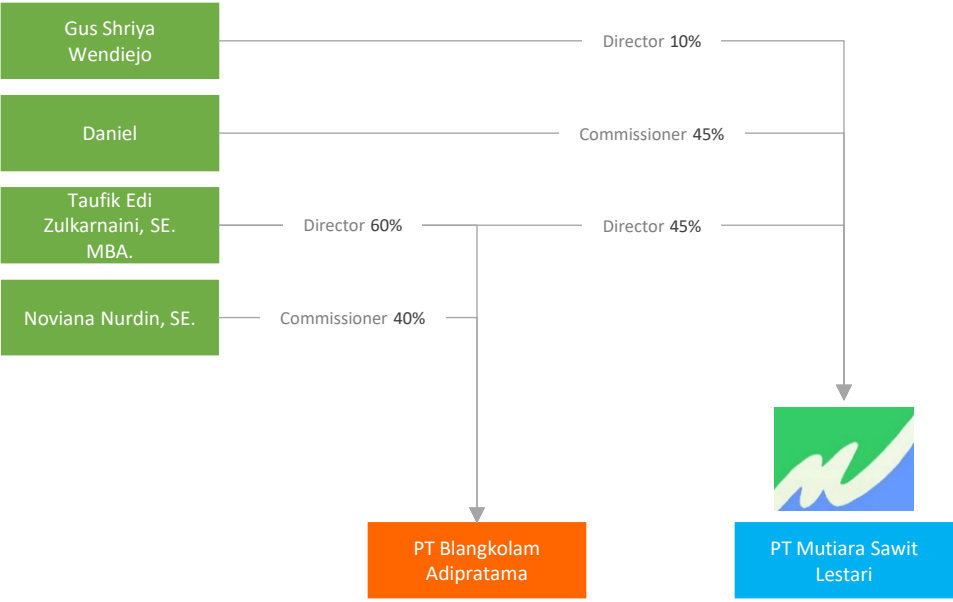 Gus Shriya
Wendiejo
Director 10%
Daniel
Commissioner 45%
Taufik Edi
Zulkarnaini, SE.
MBA.
Director 60%
Director 45%
Noviana Nurdin, SE.
Commissioner 40%
PT Blangkolam
Adipratama
PT Mutiara Sawit
Lestari